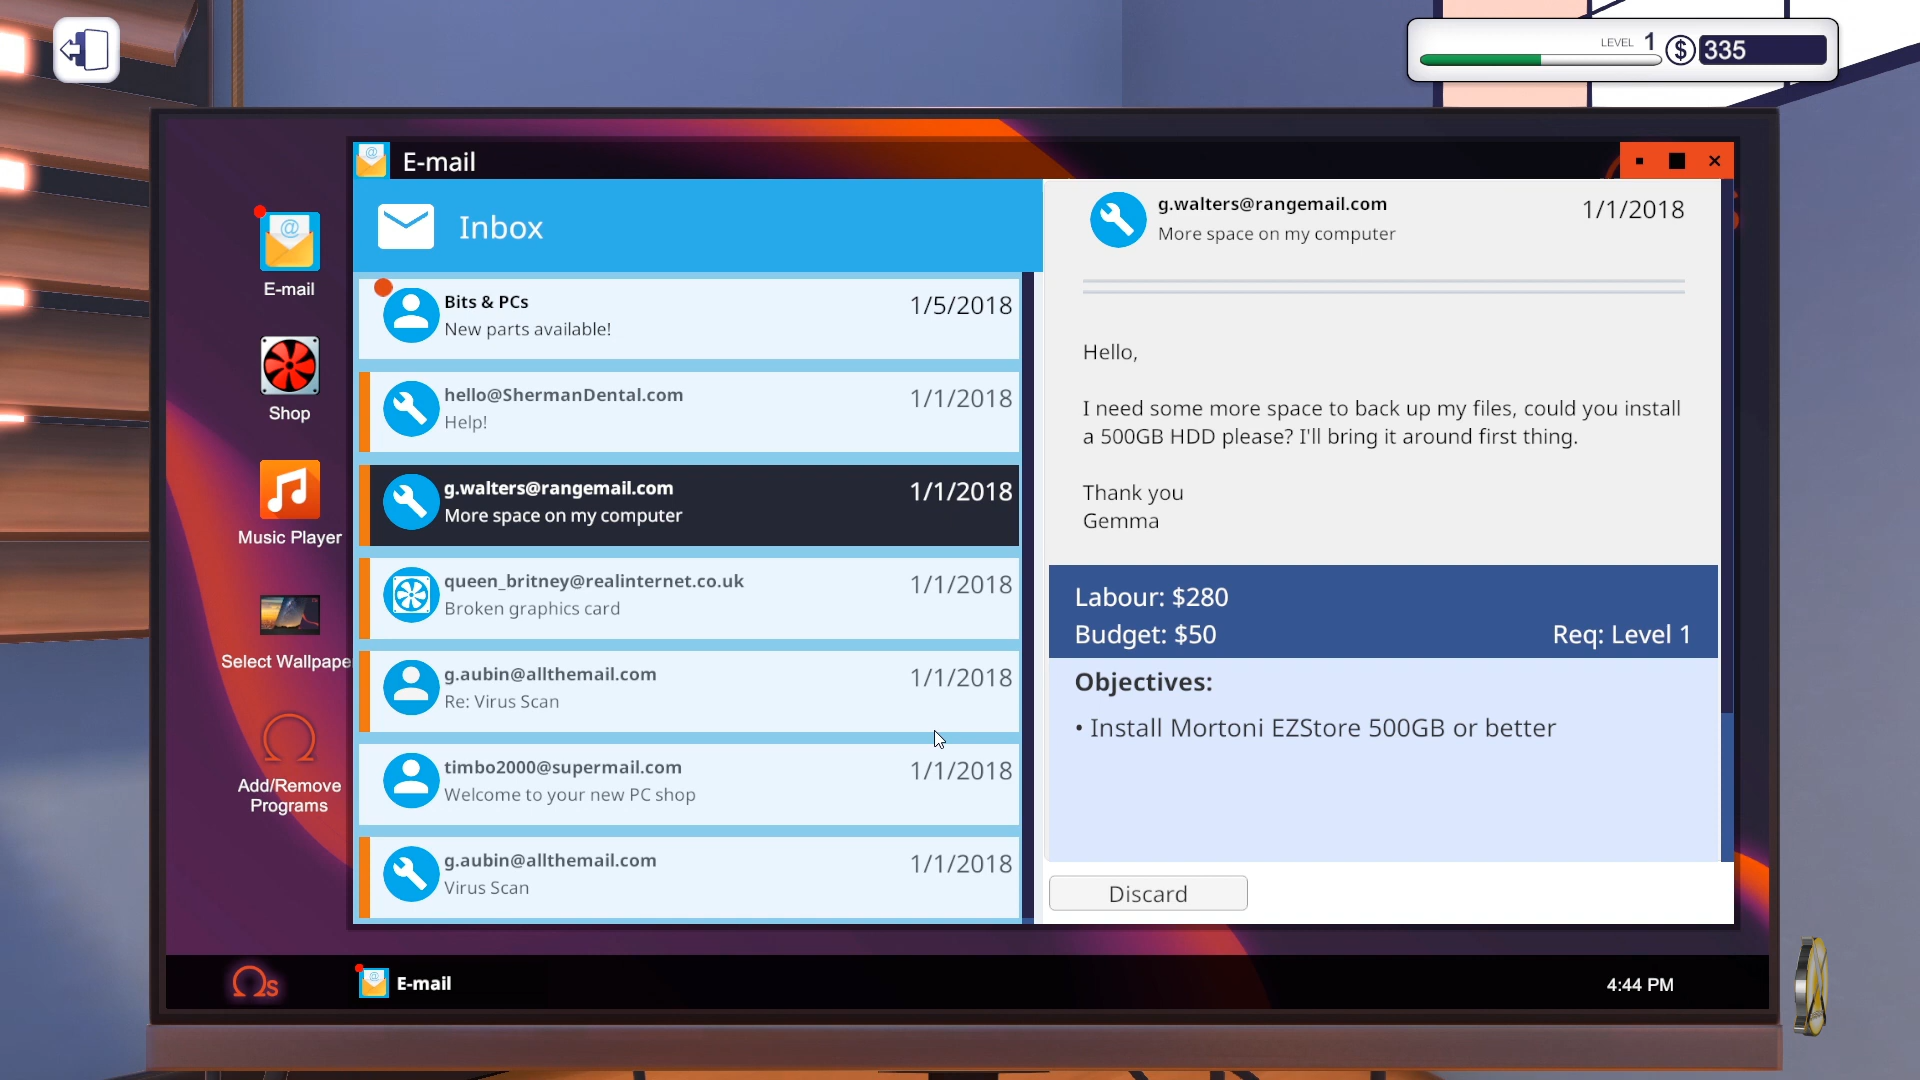 LEVEL 1
335
E-mail
Inbox
Bits & PCs
1/5/2018
New parts available!
hello@ShermanDental.com
1/1/2018
Help!
g.walters@rangemail.com
1/1/2018
More space on my computer
queen_britney@realinternet.co.uk
1/1/2018
Broken graphics card
g.aubin@allthemail.com
1/1/2018
Re: Virus Scan
timbo2000@supermail.com
1/1/2018
Welcome to your new PC shop
g.aubin@allthemail.com
1/1/2018
Virus Scan
g.walters@rangemail.com
1/1/2018
More space on my computer
Hello,
I need some more space to back up my files, could you install
a 500GB HDD please? I'll bring it around first thing.
Thank you
Gemma
Labour: $280
Budget: $50
Req: Level 1
Objectives:
• Install Mortoni EZStore 500GB or better
Discard
E-mail
Shop
Music Player
Select Wallpape
Add/Remove
Programs
Ωs
E-mail
4:44 PM